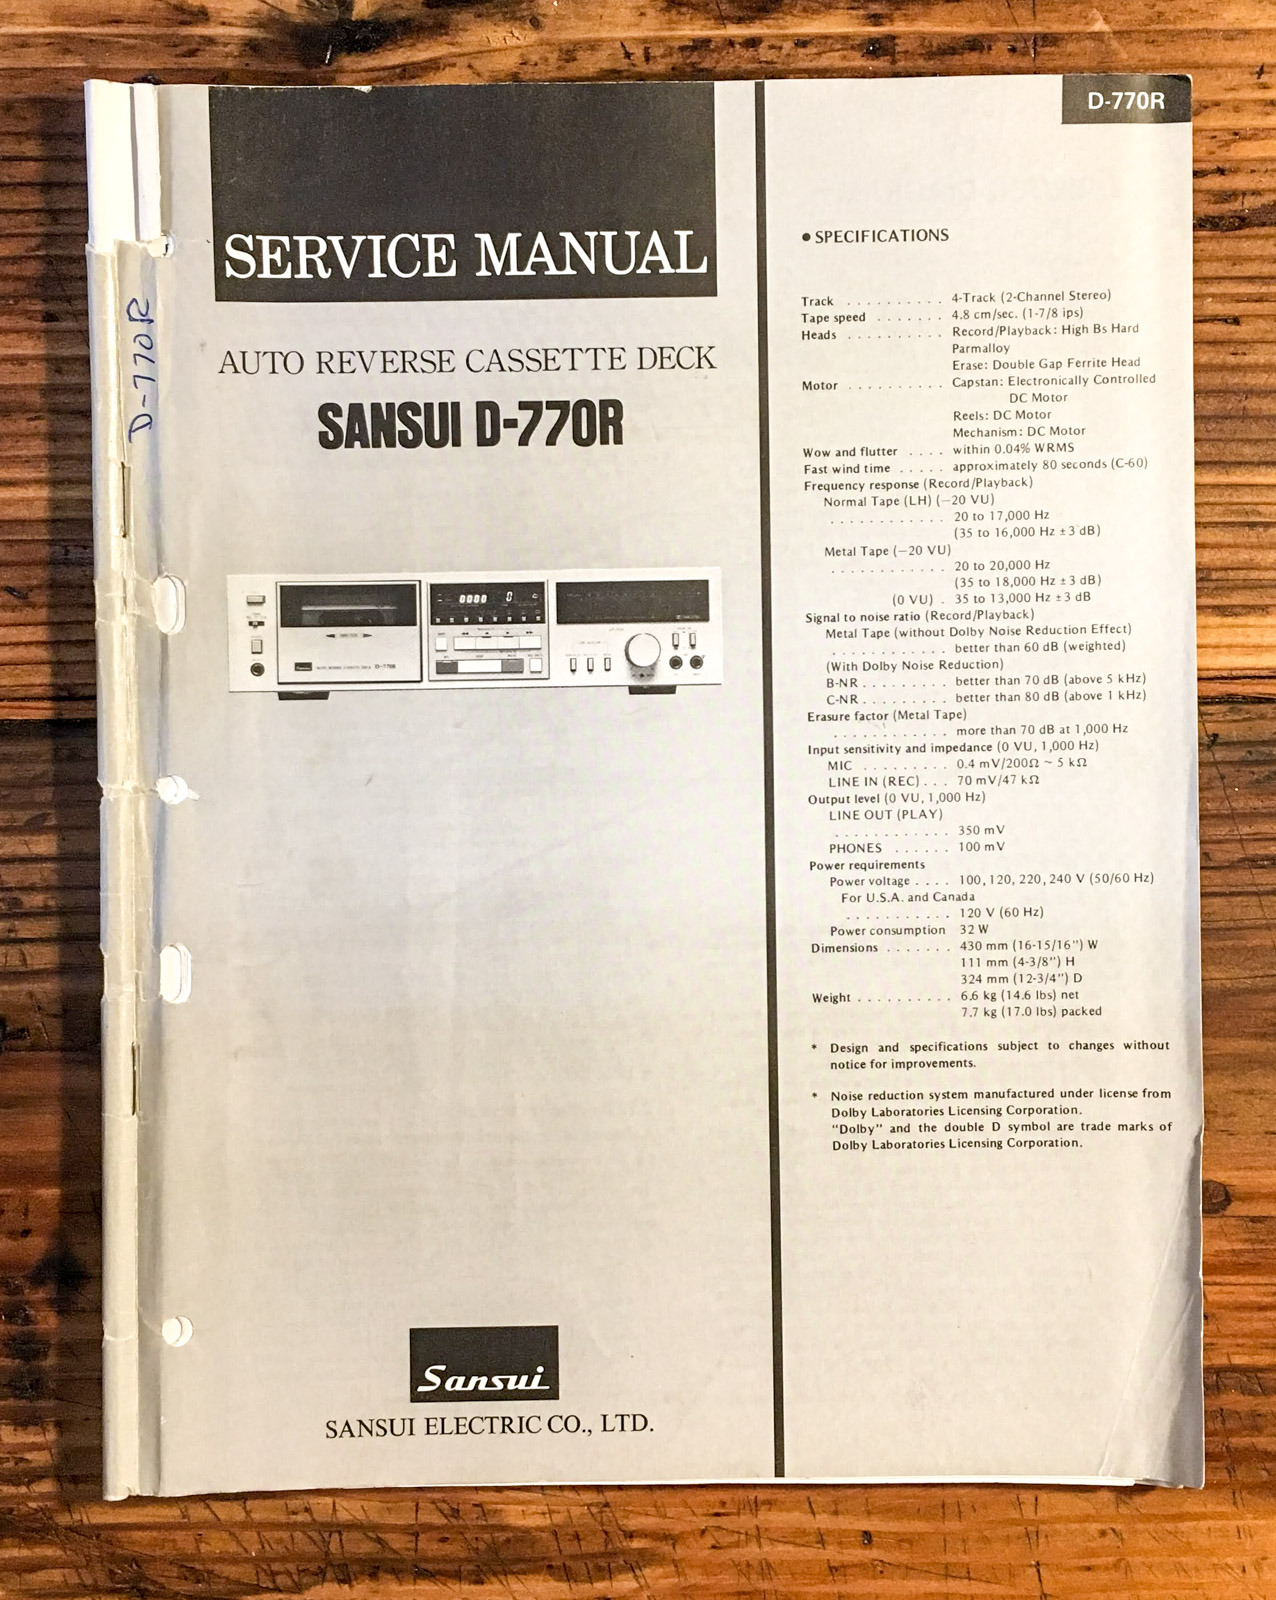 D-770R
D-770R
SERVICE MANUAL
AUTO REVERSE CASSETTE DECK
SANSUI D-770R
0000 0
Sansui
D-770R
Sansui
SANSUI ELECTRIC CO., LTD.
● SPECIFICATIONS
Track . . . . . . . . . . 4-Track (2-Channel Stereo)
Tape speed . . . . . . . 4.8 cm/sec. (1-7/8 ips)
Heads . . . . . . . . . . Record/Playback: High Bs Hard
Parmalloy
Erase: Double Gap Ferrite Head
Motor . . . . . . . . . . Capstan: Electronically Controlled
DC Motor
Reels: DC Motor
Mechanism: DC Motor
Wow and flutter . . . . within 0.04% WRMS
Fast wind time . . . . . approximately 80 seconds (C-60)
Frequency response (Record/Playback)
Normal Tape (LH) (−20 VU)
. . . . . . . . . . . . 20 to 17,000 Hz
(35 to 16,000 Hz ±3 dB)
Metal Tape (−20 VU)
. . . . . . . . . . . . 20 to 20,000 Hz
(35 to 18,000 Hz ±3 dB)
(0 VU) . 35 to 13,000 Hz ±3 dB
Signal to noise ratio (Record/Playback)
Metal Tape (without Dolby Noise Reduction Effect)
. . . . . . . . . . . . better than 60 dB (weighted)
(With Dolby Noise Reduction)
B-NR . . . . . . . . . better than 70 dB (above 5 kHz)
C-NR . . . . . . . . . better than 80 dB (above 1 kHz)
Erasure factor (Metal Tape)
. . . . . . . . . . . . more than 70 dB at 1,000 Hz
Input sensitivity and impedance (0 VU, 1,000 Hz)
MIC . . . . . . . . . 0.4 mV/200Ω ~ 5 kΩ
LINE IN (REC) . . . 70 mV/47 kΩ
Output level (0 VU, 1,000 Hz)
LINE OUT (PLAY)
. . . . . . . . . . . . 350 mV
PHONES . . . . . . 100 mV
Power requirements
Power voltage . . . . 100, 120, 220, 240 V (50/60 Hz)
For U.S.A. and Canada
. . . . . . . . . . . 120 V (60 Hz)
Power consumption 32 W
Dimensions . . . . . . . 430 mm (16-15/16") W
111 mm (4-3/8") H
324 mm (12-3/4") D
Weight . . . . . . . . . . 6.6 kg (14.6 lbs) net
7.7 kg (17.0 lbs) packed
* Design and specifications subject to changes without
notice for improvements.
* Noise reduction system manufactured under license from
Dolby Laboratories Licensing Corporation.
"Dolby" and the double D symbol are trade marks of
Dolby Laboratories Licensing Corporation.